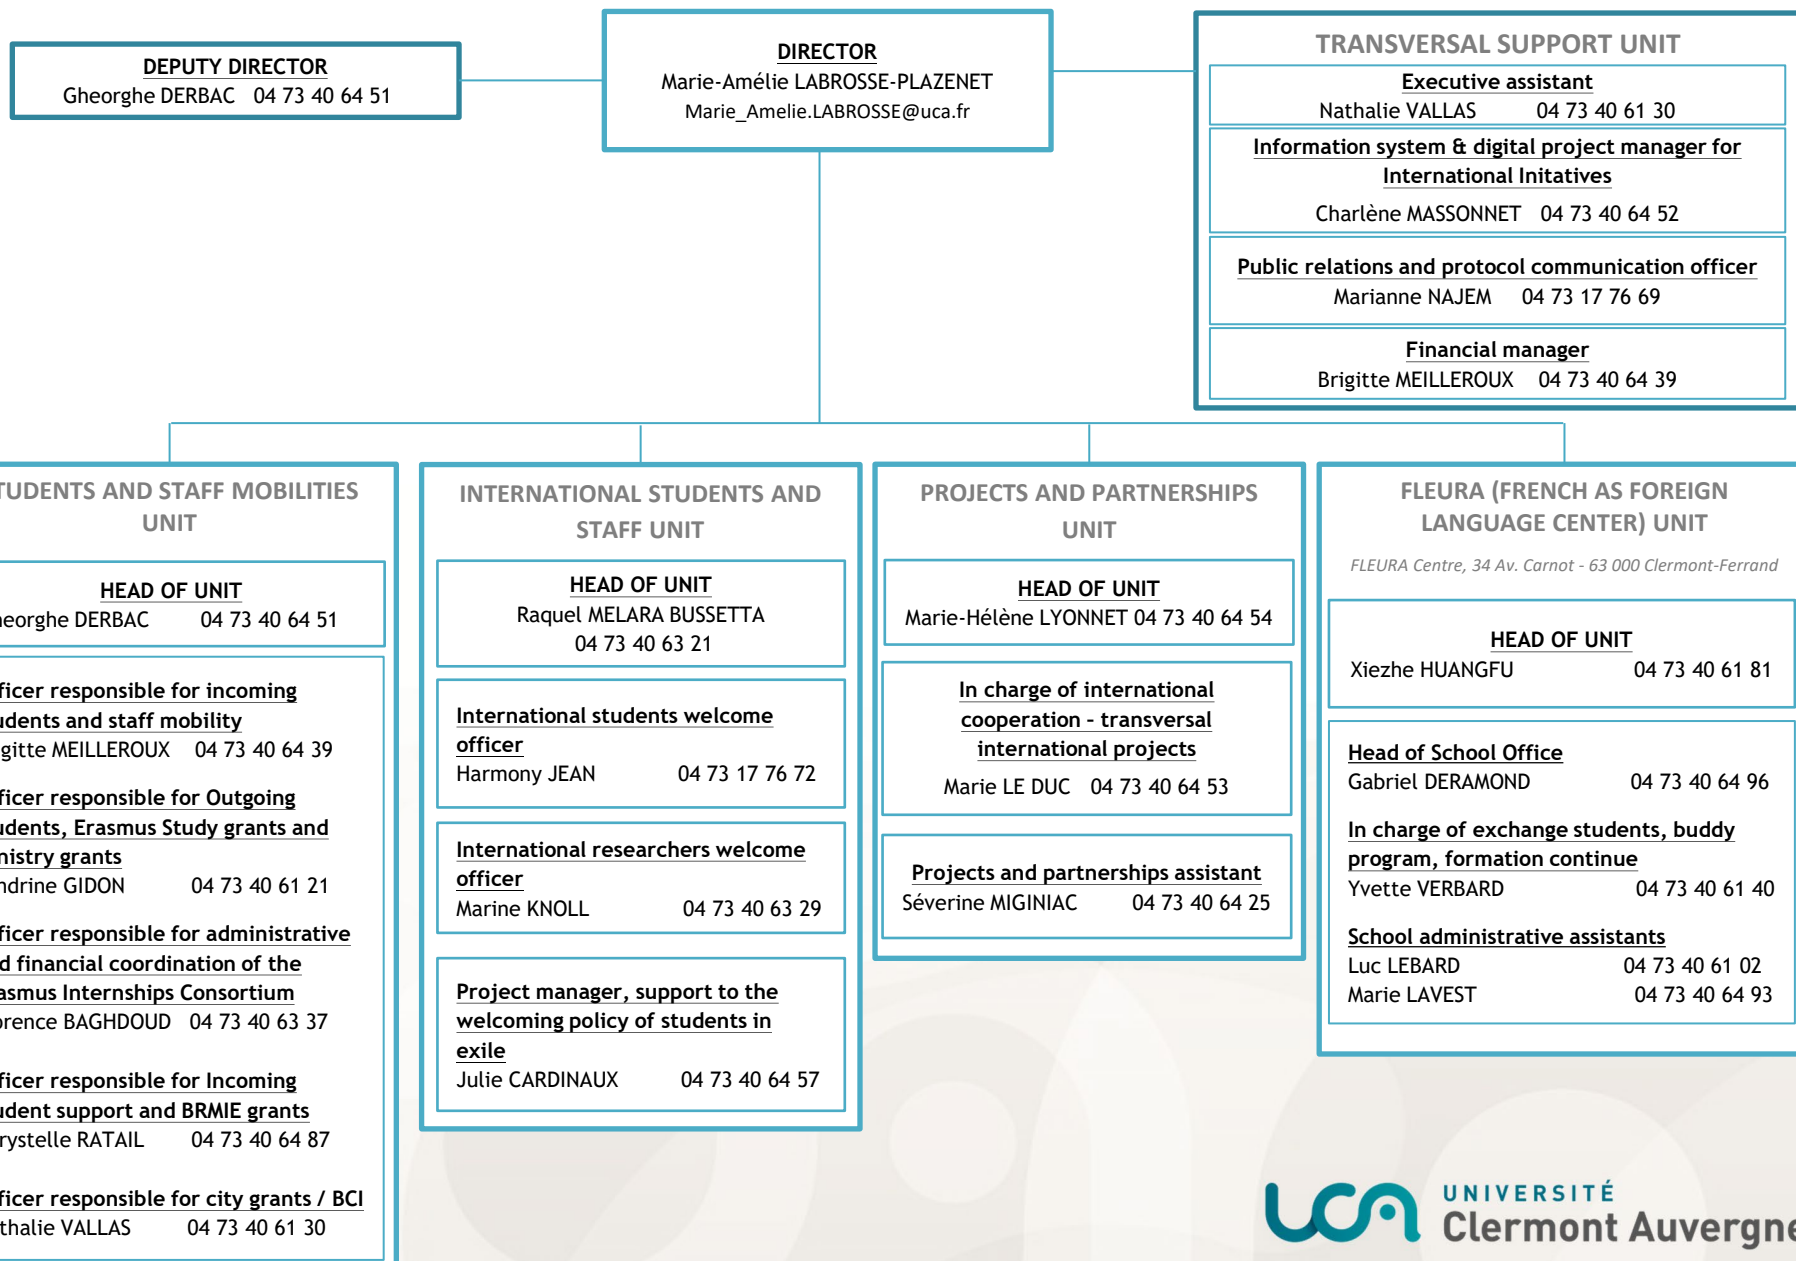 DEPUTY DIRECTOR
Gheorghe DERBAC 04 73 40 64 51
DIRECTOR
Marie-Amélie LABROSSE-PLAZENET
Marie_Amelie.LABROSSE@uca.fr
TRANSVERSAL SUPPORT UNIT
Executive assistant
Nathalie VALLAS 04 73 40 61 30
Information system & digital project manager for
International Initatives
Charlène MASSONNET 04 73 40 64 52
Public relations and protocol communication officer
Marianne NAJEM 04 73 17 76 69
Financial manager
Brigitte MEILLEROUX 04 73 40 64 39
TUDENTS AND STAFF MOBILITIES
UNIT
HEAD OF UNIT
heorghe DERBAC 04 73 40 64 51
ficer responsible for incoming
udents and staff mobility
igitte MEILLEROUX 04 73 40 64 39
ficer responsible for Outgoing
udents, Erasmus Study grants and
nistry grants
ndrine GIDON 04 73 40 61 21
ficer responsible for administrative
d financial coordination of the
asmus Internships Consortium
orence BAGHDOUD 04 73 40 63 37
ficer responsible for Incoming
udent support and BRMIE grants
rystelle RATAIL 04 73 40 64 87
ficer responsible for city grants / BCI
thalie VALLAS 04 73 40 61 30
INTERNATIONAL STUDENTS AND
STAFF UNIT
HEAD OF UNIT
Raquel MELARA BUSSETTA
04 73 40 63 21
International students welcome
officer
Harmony JEAN 04 73 17 76 72
International researchers welcome
officer
Marine KNOLL 04 73 40 63 29
Project manager, support to the
welcoming policy of students in
exile
Julie CARDINAUX 04 73 40 64 57
PROJECTS AND PARTNERSHIPS
UNIT
HEAD OF UNIT
Marie-Hélène LYONNET 04 73 40 64 54
In charge of international
cooperation - transversal
international projects
Marie LE DUC 04 73 40 64 53
Projects and partnerships assistant
Séverine MIGINIAC 04 73 40 64 25
FLEURA (FRENCH AS FOREIGN
LANGUAGE CENTER) UNIT
FLEURA Centre, 34 Av. Carnot - 63 000 Clermont-Ferrand
HEAD OF UNIT
Xiezhe HUANGFU 04 73 40 61 81
Head of School Office
Gabriel DERAMOND 04 73 40 64 96
In charge of exchange students, buddy
program, formation continue
Yvette VERBARD 04 73 40 61 40
School administrative assistants
Luc LEBARD 04 73 40 61 02
Marie LAVEST 04 73 40 64 93
UCA
UNIVERSITÉ
Clermont Auvergne